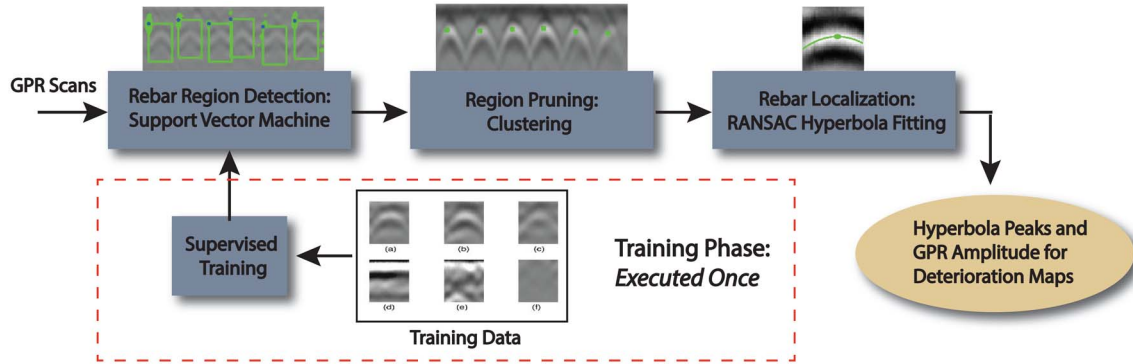 GPR Scans
Rebar Region Detection:
Support Vector Machine
Region Pruning:
Clustering
Rebar Localization:
RANSAC Hyperbola Fitting
Supervised
Training
(a)
(b)
(c)
(d)
(e)
(f)
Training Data
Training Phase:
Executed Once
Hyperbola Peaks and
GPR Amplitude for
Deterioration Maps